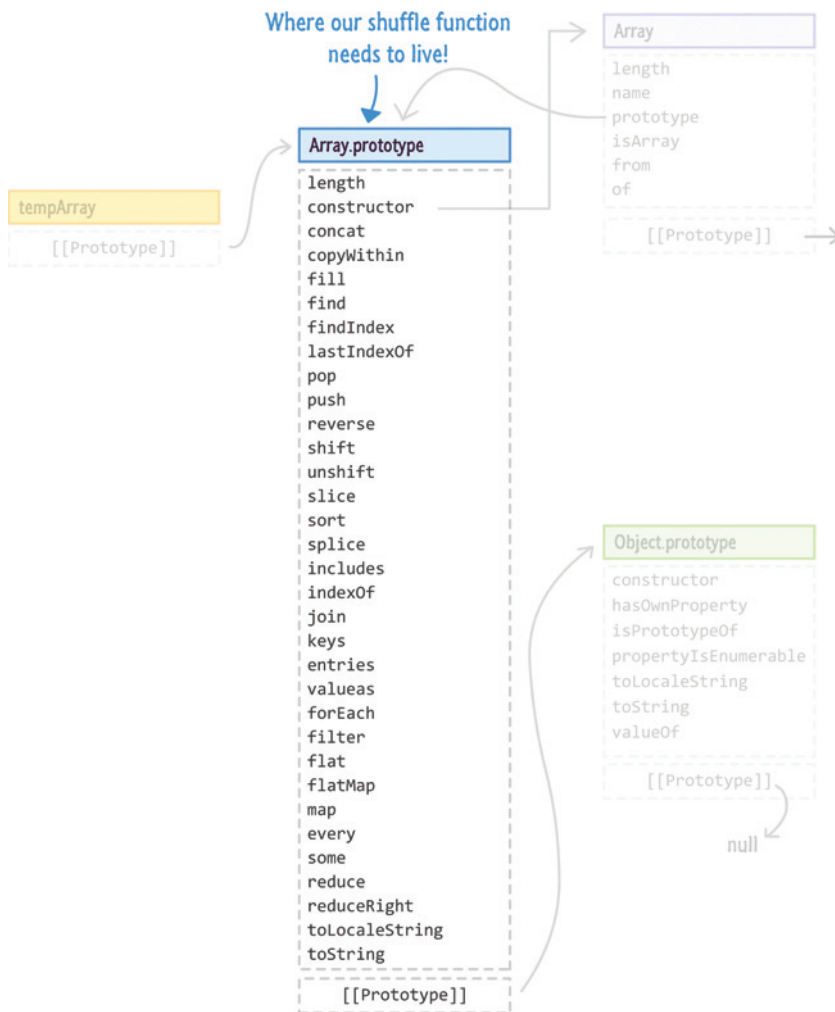 Where our shuffle function
needs to live!
tempArray
[[Prototype]]
Array.prototype
length
constructor
concat
copyWithin
fill
find
findIndex
lastIndexOf
pop
push
reverse
shift
unshift
slice
sort
splice
includes
indexOf
join
keys
entries
valueas
forEach
filter
flat
flatMap
map
every
some
reduce
reduceRight
toLocaleString
toString
[[Prototype]]
Array
length
name
prototype
isArray
from
of
[[Prototype]]
Object.prototype
constructor
hasOwnProperty
isPrototypeOf
propertyIsEnumerable
toLocaleString
toString
valueOf
[[Prototype]]
null